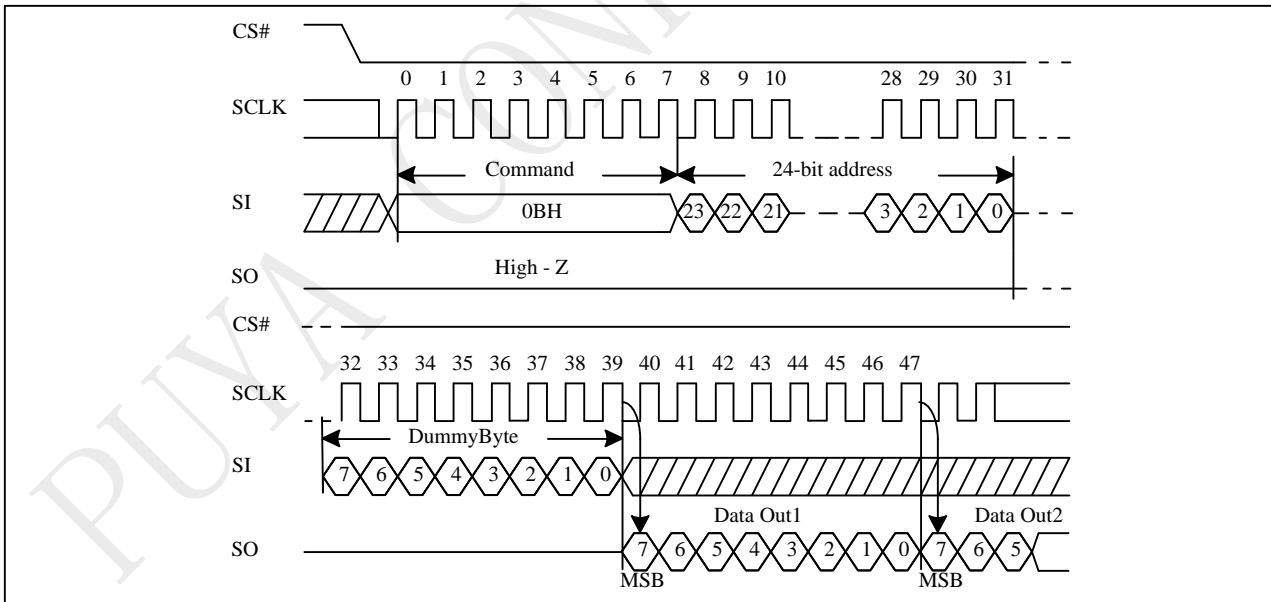 CS#
0 1 2 3 4 5 6 7 8 9 10 28 29 30 31
SCLK
Command 24-bit address
SI
0BH 23 22 21 3 2 1 0
High - Z
SO
CS#
32 33 34 35 36 37 38 39 40 41 42 43 44 45 46 47
SCLK
DummyByte
SI
7 6 5 4 3 2 1 0
Data Out1 Data Out2
SO
7 6 5 4 3 2 1 0 7 6 5
MSB MSB
PUYA